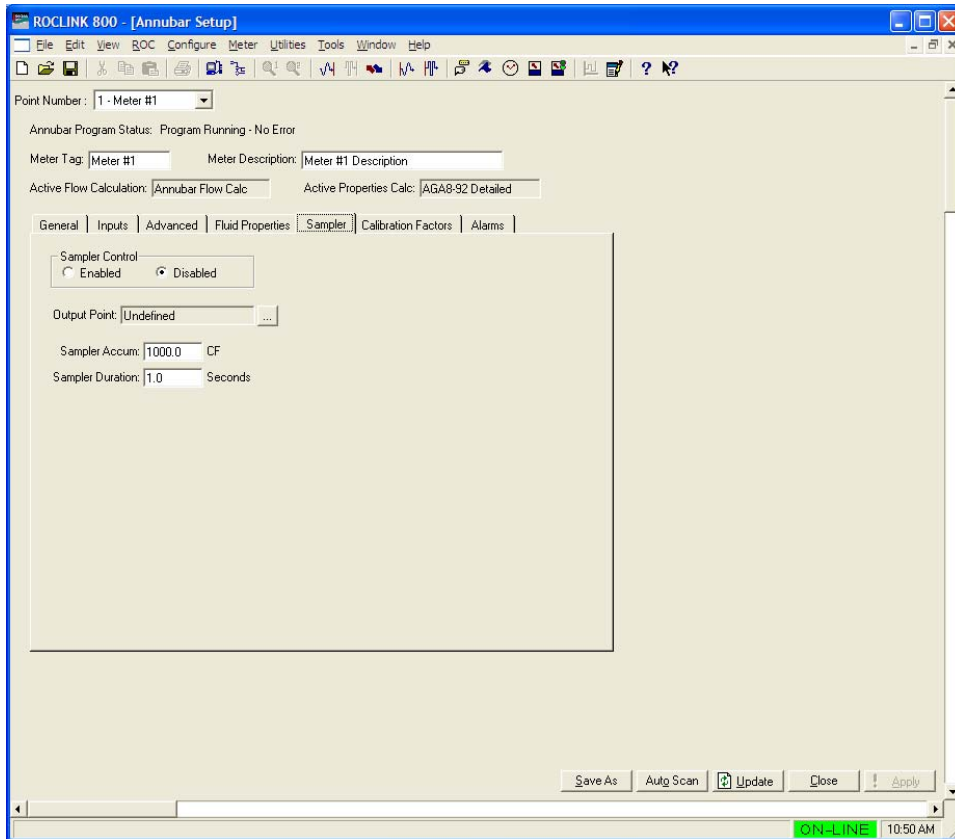 ROCLINK 800 - [Annubar Setup]
File Edit View ROC Configure Meter Utilities Tools Window Help
Point Number : 1 - Meter #1
Annubar Program Status: Program Running - No Error
Meter Tag: Meter #1 Meter Description: Meter #1 Description
Active Flow Calculation: Annubar Flow Calc Active Properties Calc: AGA8-92 Detailed
General Inputs Advanced Fluid Properties Sampler Calibration Factors Alarms
Sampler Control
Enabled Disabled
Output Point: Undefined ...
Sampler Accum: 1000.0 CF
Sampler Duration: 1.0 Seconds
Save As Auto Scan Update Close ! Apply
ON-LINE 10:50 AM